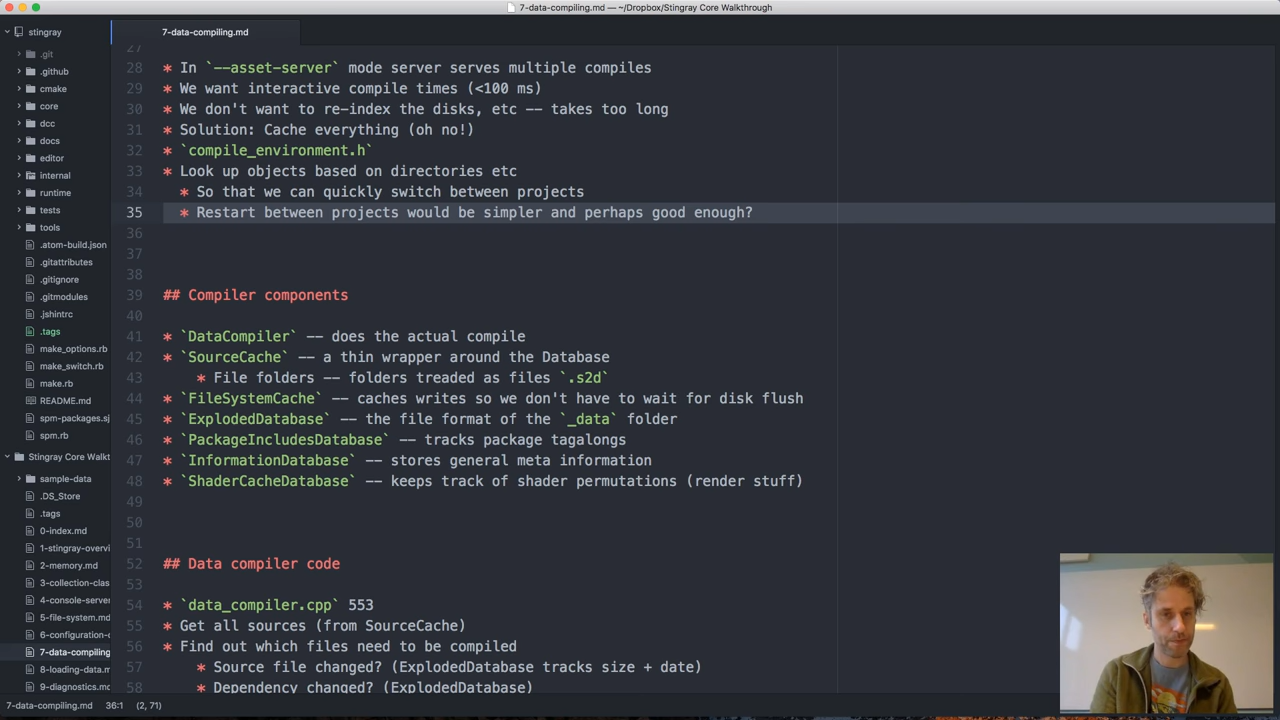 7-data-compiling.md — ~/Dropbox/Stingray Core Walkthrough
stingray
.git
.github
cmake
core
dcc
docs
editor
internal
runtime
tests
tools
.atom-build.json
.gitattributes
.gitignore
.gitmodules
.jshintrc
.tags
make_options.rb
make_switch.rb
make.rb
README.md
spm-packages.sj
spm.rb
Stingray Core Walkt
sample-data
.DS_Store
.tags
0-index.md
1-stingray-overvi
2-memory.md
3-collection-clas
4-console-server
5-file-system.md
6-configuration-c
7-data-compiling
8-loading-data.m
9-diagnostics.md
7-data-compiling.md
27
28 * In `--asset-server` mode server serves multiple compiles
29 * We want interactive compile times (<100 ms)
30 * We don't want to re-index the disks, etc -- takes too long
31 * Solution: Cache everything (oh no!)
32 * `compile_environment.h`
33 * Look up objects based on directories etc
34 * So that we can quickly switch between projects
35 * Restart between projects would be simpler and perhaps good enough?
36
37
38
39 ## Compiler components
40
41 * `DataCompiler` -- does the actual compile
42 * `SourceCache` -- a thin wrapper around the Database
43 * File folders -- folders treaded as files `.s2d`
44 * `FileSystemCache` -- caches writes so we don't have to wait for disk flush
45 * `ExplodedDatabase` -- the file format of the `_data` folder
46 * `PackageIncludesDatabase` -- tracks package tagalongs
47 * `InformationDatabase` -- stores general meta information
48 * `ShaderCacheDatabase` -- keeps track of shader permutations (render stuff)
49
50
51
52 ## Data compiler code
53
54 * `data_compiler.cpp` 553
55 * Get all sources (from SourceCache)
56 * Find out which files need to be compiled
57 * Source file changed? (ExplodedDatabase tracks size + date)
58 * Dependency changed? (ExplodedDatabase)
7-data-compiling.md 36:1 (2, 71)